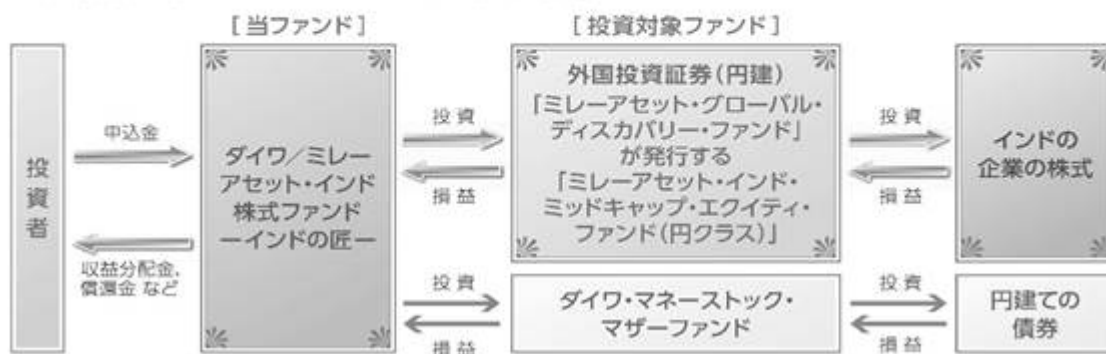 [当ファンド]
[投資対象ファンド]
投資者
申込金
収益分配金、
償還金 など
ダイワ／ミレー
アセット・インド
株式ファンド
－インドの匠－
投資
損益
外国投資証券(円建)
「ミレーアセット・グローバル・
ディスカバリー・ファンド」
が発行する
「ミレーアセット・インド・
ミッドキャップ・エクイティ・
ファンド(円クラス)」
投資
損益
インドの
企業の株式
投資
損益
ダイワ・マネーストック・
マザーファンド
投資
損益
円建ての
債券